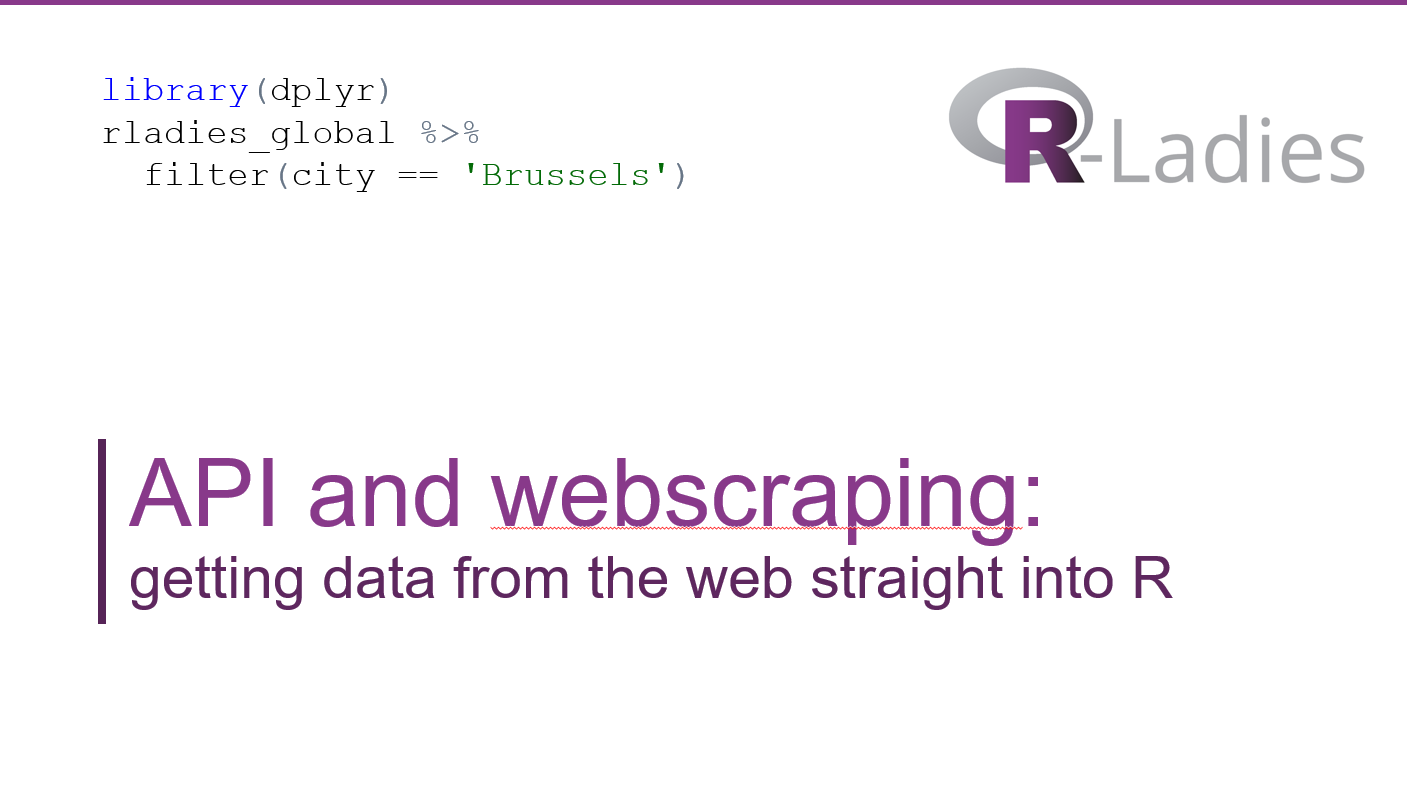 library(dplyr)
rladies_global %>%
  filter(city == 'Brussels')
R-Ladies
API and webscraping:
getting data from the web straight into R